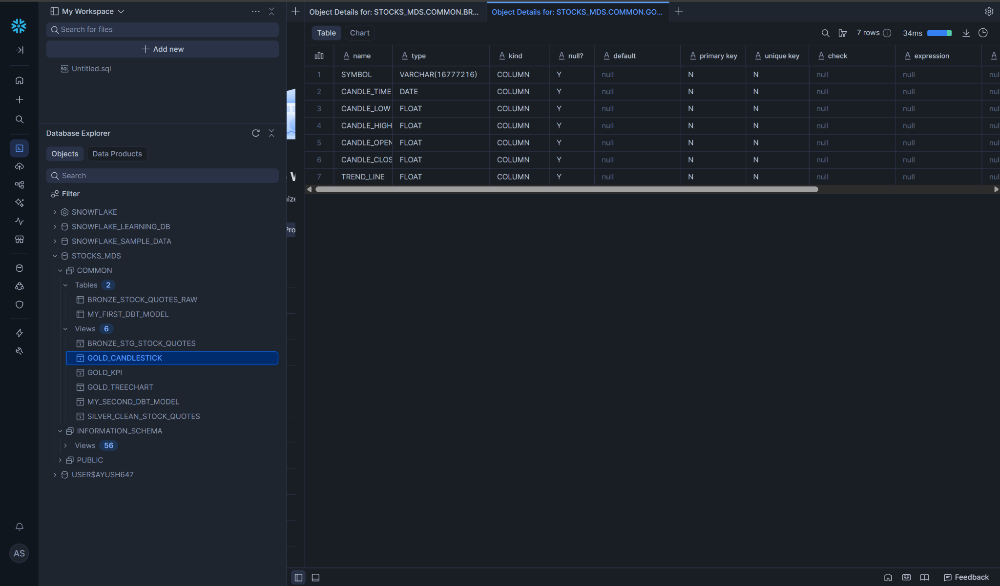 My Workspace
Search for files
Add new
Untitled.sql
Database Explorer
Objects
Data Products
Search
Filter
SNOWFLAKE
SNOWFLAKE_LEARNING_DB
SNOWFLAKE_SAMPLE_DATA
STOCKS_MDS
COMMON
Tables 2
BRONZE_STOCK_QUOTES_RAW
MY_FIRST_DBT_MODEL
Views 6
BRONZE_STG_STOCK_QUOTES
GOLD_CANDLESTICK
GOLD_KPI
GOLD_TREECHART
MY_SECOND_DBT_MODEL
SILVER_CLEAN_STOCK_QUOTES
INFORMATION_SCHEMA
Views 56
PUBLIC
USER$AYUSH647
AS
Object Details for: STOCKS_MDS.COMMON.BR...
Object Details for: STOCKS_MDS.COMMON.GO...
Table
Chart
7 rows
34ms
A name A type A kind A null? A default A primary key A unique key A check A expression A
1 SYMBOL VARCHAR(16777216) COLUMN Y null N N null null nul
2 CANDLE_TIME DATE COLUMN Y null N N null null nul
3 CANDLE_LOW FLOAT COLUMN Y null N N null null nul
4 CANDLE_HIGH FLOAT COLUMN Y null N N null null nul
5 CANDLE_OPEN FLOAT COLUMN Y null N N null null nul
6 CANDLE_CLOS FLOAT COLUMN Y null N N null null nul
7 TREND_LINE FLOAT COLUMN Y null N N null null nul
Feedback